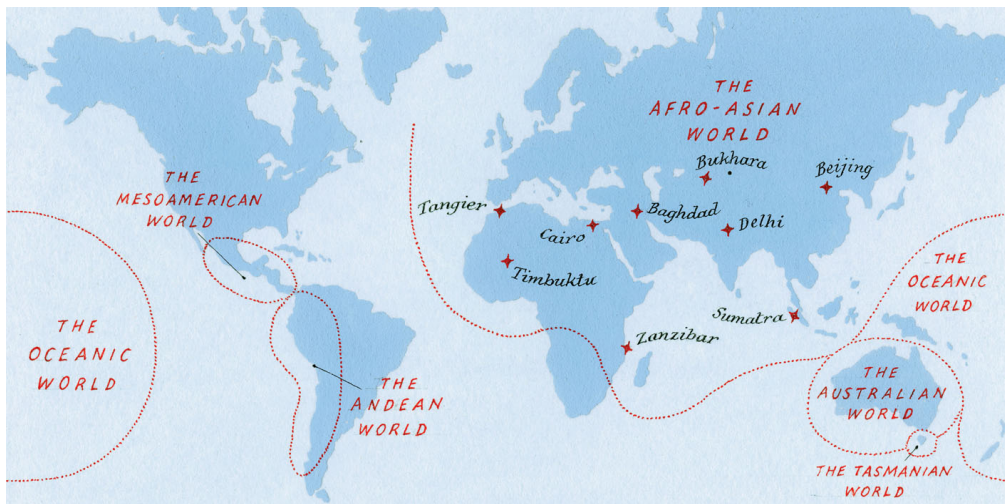 THE
AFRO-ASIAN
WORLD
Bukhara
Beijing
THE
MESOAMERICAN
WORLD
Tangier
Baghdad
Delhi
Cairo
Timbuktu
THE
OCEANIC
WORLD
Sumatra
Zanzibar
THE
OCEANIC
WORLD
THE
ANDEAN
WORLD
THE
AUSTRALIAN
WORLD
THE TASMANIAN
WORLD